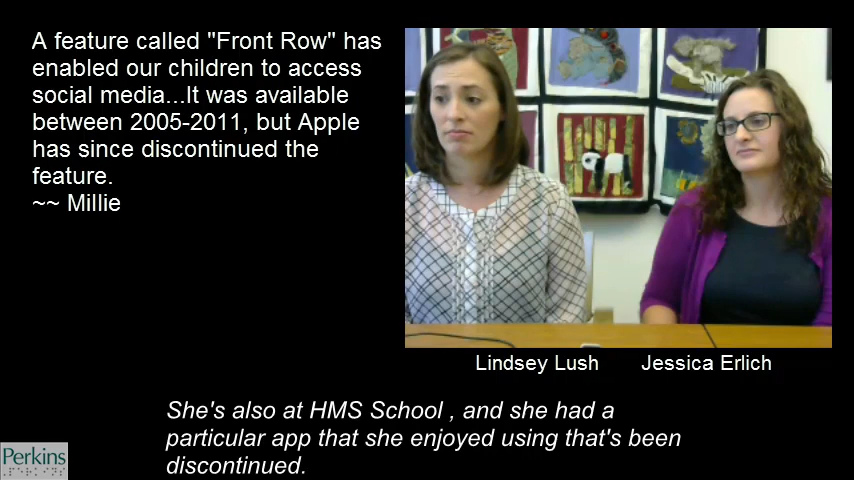 A feature called "Front Row" has
enabled our children to access
social media...It was available
between 2005-2011, but Apple
has since discontinued the
feature.
~~ Millie
Lindsey Lush
Jessica Erlich
She's also at HMS School , and she had a
particular app that she enjoyed using that's been
discontinued.
Perkins